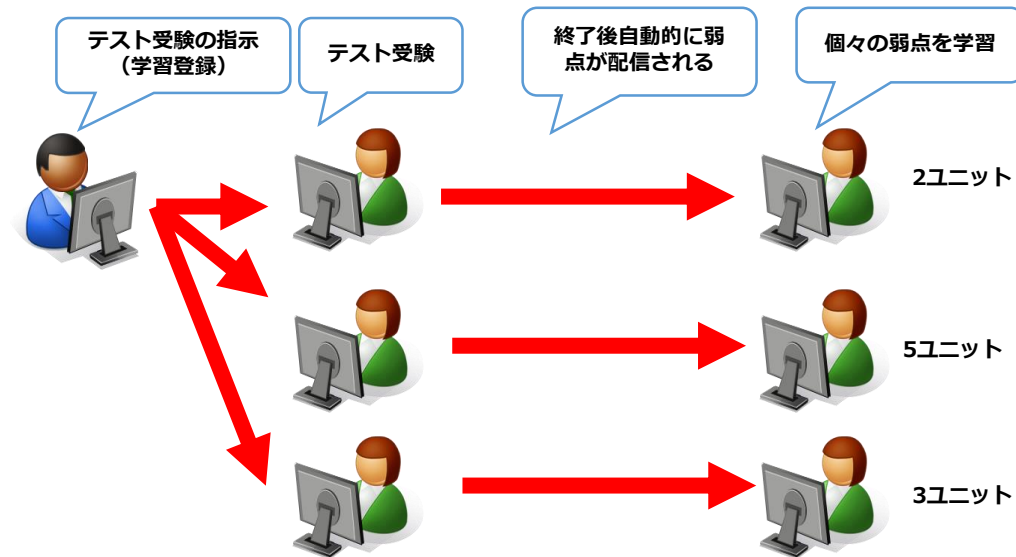 テスト受験の指示
（学習登録）
テスト受験
終了後自動的に弱
点が配信される
個々の弱点を学習
2ユニット
5ユニット
3ユニット